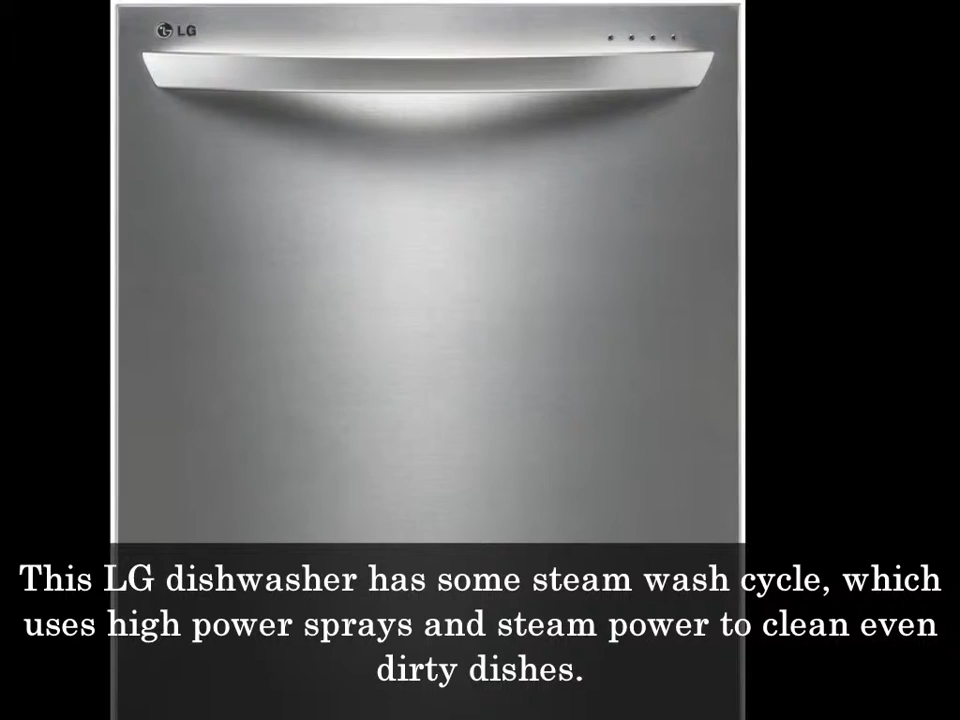 LG
This LG dishwasher has some steam wash cycle, which
uses high power sprays and steam power to clean even
dirty dishes.